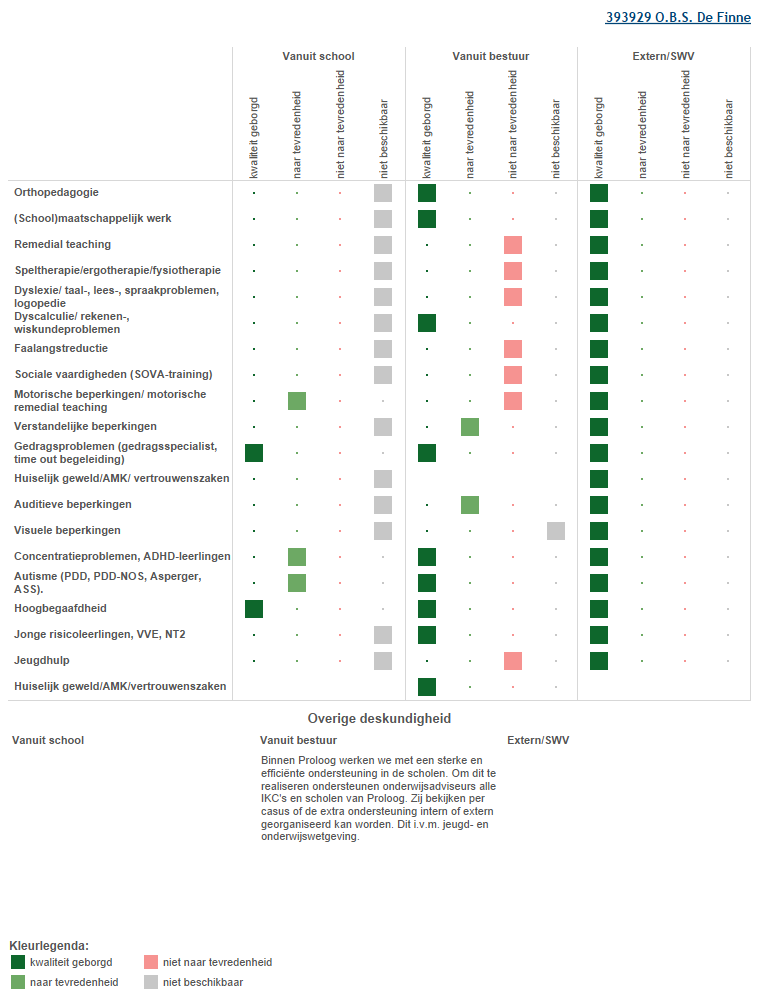 393929 O.B.S. De Finne
Vanuit school
Vanuit bestuur
Extern/SWV
kwaliteit geborgd
naar tevredenheid
niet naar tevredenheid
niet beschikbaar
kwaliteit geborgd
naar tevredenheid
niet naar tevredenheid
niet beschikbaar
kwaliteit geborgd
naar tevredenheid
niet naar tevredenheid
niet beschikbaar
Orthopedagogie
(School)maatschappelijk werk
Remedial teaching
Speltherapie/ergotherapie/fysiotherapie
Dyslexie/ taal-, lees-, spraakproblemen,
logopedie
Dyscalculie/ rekenen-,
wiskundeproblemen
Faalangstreductie
Sociale vaardigheden (SOVA-training)
Motorische beperkingen/ motorische
remedial teaching
Verstandelijke beperkingen
Gedragsproblemen (gedragsspecialist,
time out begeleiding)
Huiselijk geweld/AMK/ vertrouwenszaken
Auditieve beperkingen
Visuele beperkingen
Concentratieproblemen, ADHD-leerlingen
Autisme (PDD, PDD-NOS, Asperger,
ASS).
Hoogbegaafdheid
Jonge risicoleerlingen, VVE, NT2
Jeugdhulp
Huiselijk geweld/AMK/vertrouwenszaken
Overige deskundigheid
Vanuit school
Vanuit bestuur
Extern/SWV
Binnen Proloog werken we met een sterke en
efficiënte ondersteuning in de scholen. Om dit te
realiseren ondersteunen onderwijsadviseurs alle
IKC's en scholen van Proloog. Zij bekijken per
casus of de extra ondersteuning intern of extern
georganiseerd kan worden. Dit i.v.m. jeugd- en
onderwijswetgeving.
Kleurlegenda:
kwaliteit geborgd
niet naar tevredenheid
naar tevredenheid
niet beschikbaar